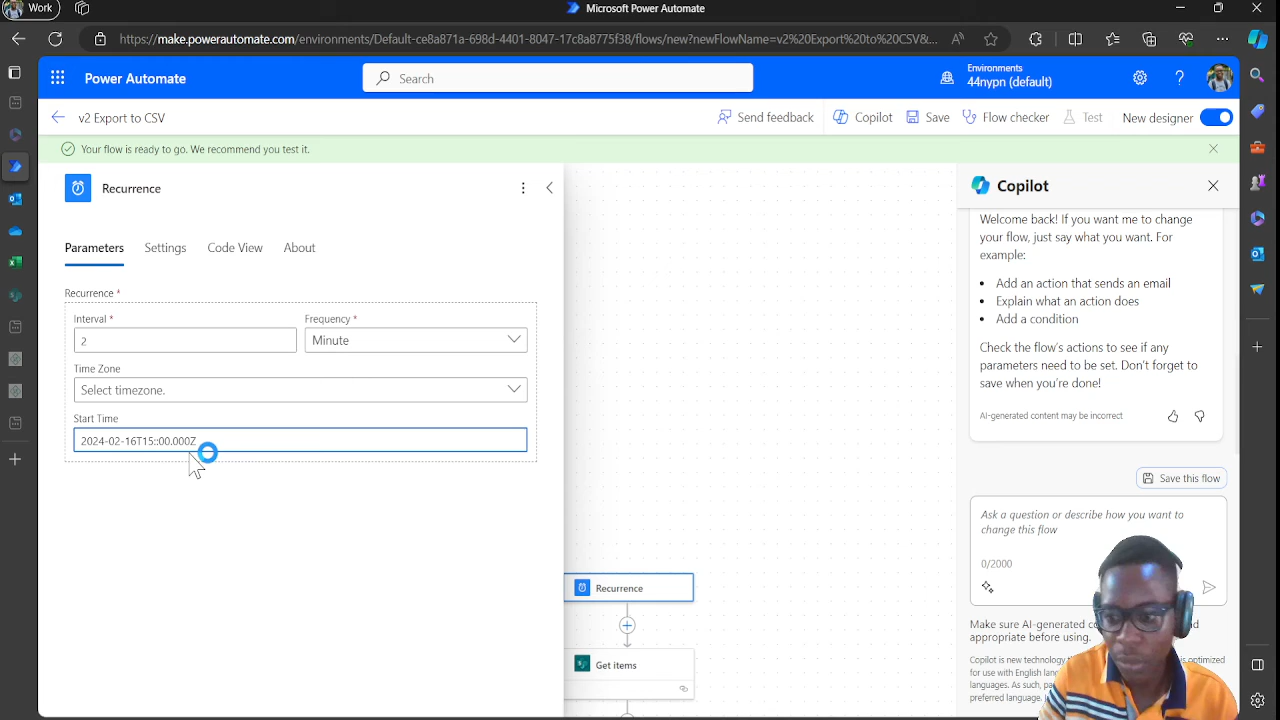 Work
Microsoft Power Automate
https://make.powerautomate.com/environments/Default-ce8a871a-698d-4401-8047-17c8a8775f38/flows/new?newFlowName=v2%20Export%20to%20CSV&...
Power Automate
Search
Environments
44nypn (default)
v2 Export to CSV
Send feedback
Copilot
Save
Flow checker
Test
New designer
Your flow is ready to go. We recommend you test it.
Recurrence
Parameters
Settings
Code View
About
Recurrence *
Interval *
Frequency *
2
Minute
Time Zone
Select timezone.
Start Time
2024-02-16T15::00.000Z
Recurrence
Get items
Copilot
Welcome back! If you want me to change
your flow, just say what you want. For
example:
• Add an action that sends an email
• Explain what an action does
• Add a condition
Check the flow's actions to see if any
parameters need to be set. Don't forget to
save when you're done!
AI-generated content may be incorrect
Save this flow
Ask a question or describe how you want to
change this flow
0/2000
Make sure AI-generated
appropriate before using.
Copilot is new technology
optimized
for use with English
languages. As such,
preferred language.